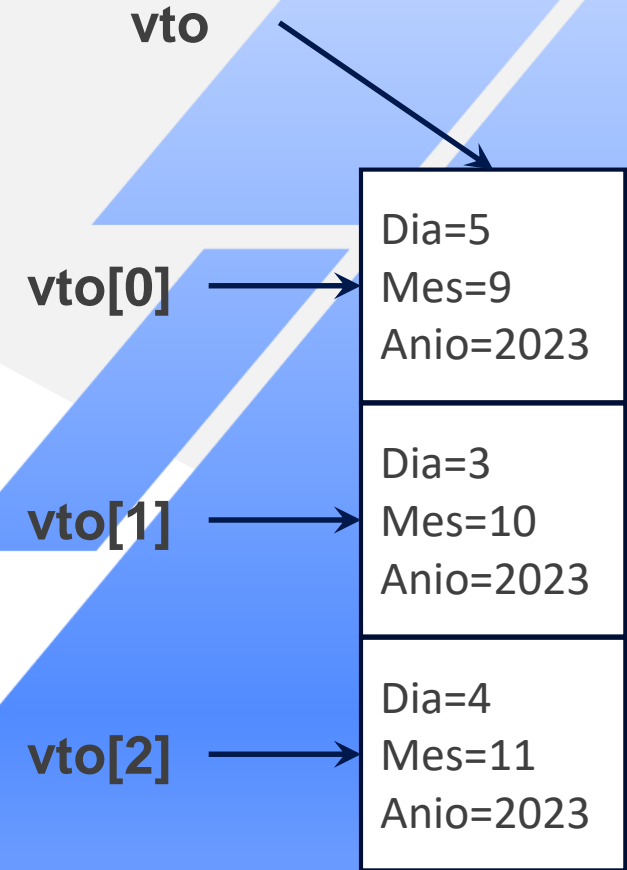 vto
vto[0]
Dia=5
Mes=9
Anio=2023
vto[1]
Dia=3
Mes=10
Anio=2023
vto[2]
Dia=4
Mes=11
Anio=2023